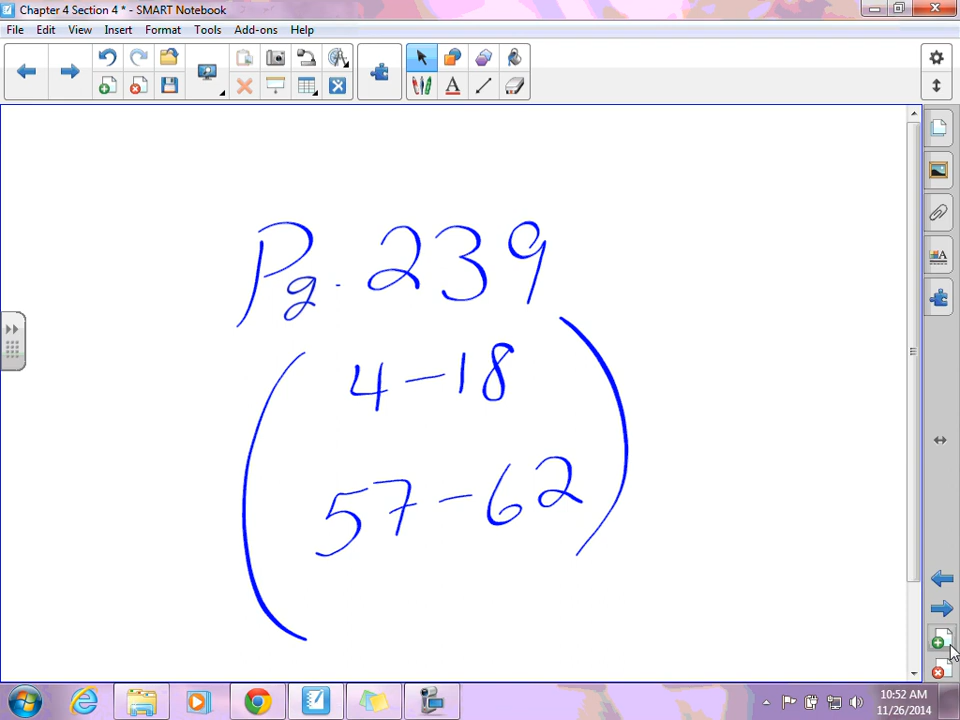 Chapter 4 Section 4 * - SMART Notebook
File Edit View Insert Format Tools Add-ons Help
Pg. 239
4-18
57-62
10:52 AM
11/26/2014